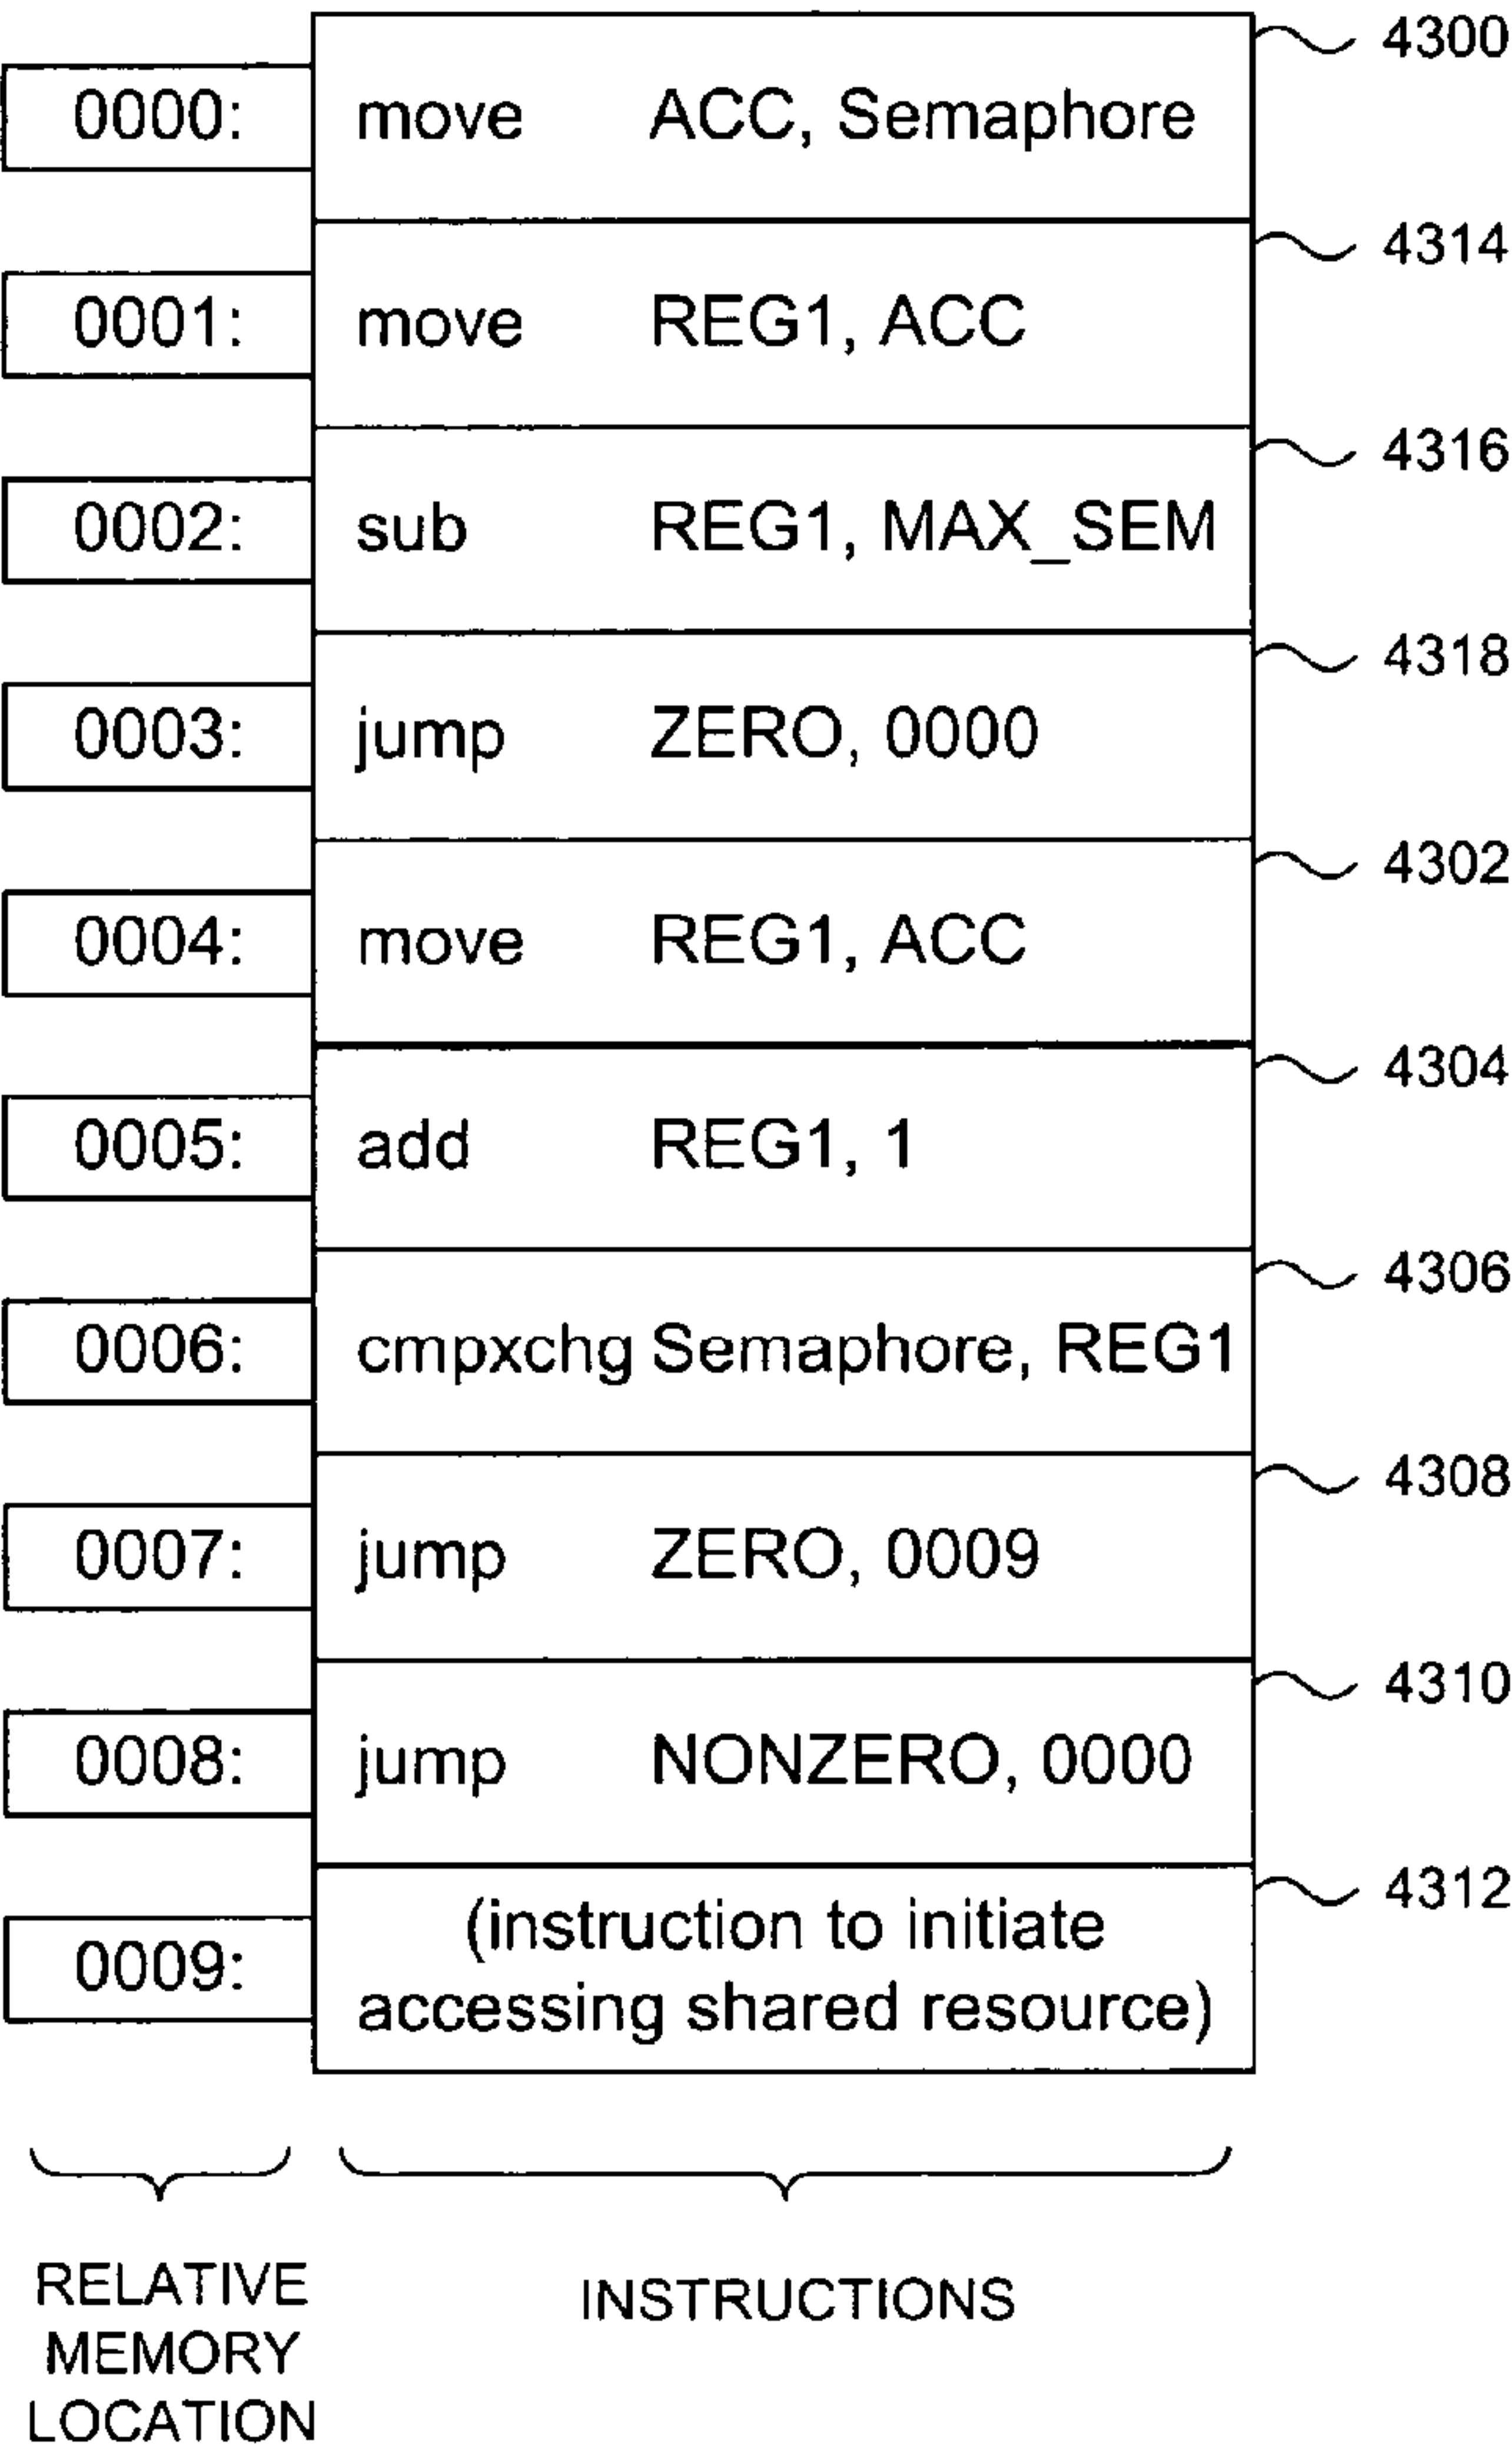 4300
0000: move ACC, Semaphore
4314
0001: move REG1, ACC
4316
0002: sub REG1, MAX_SEM
4318
0003: jump ZERO, 0000
4302
0004: move REG1, ACC
4304
0005: add REG1, 1
4306
0006: cmpxchg Semaphore, REG1
4308
0007: jump ZERO, 0009
4310
0008: jump NONZERO, 0000
4312
(instruction to initiate
0009:
accessing shared resource)
RELATIVE
MEMORY
LOCATION
INSTRUCTIONS